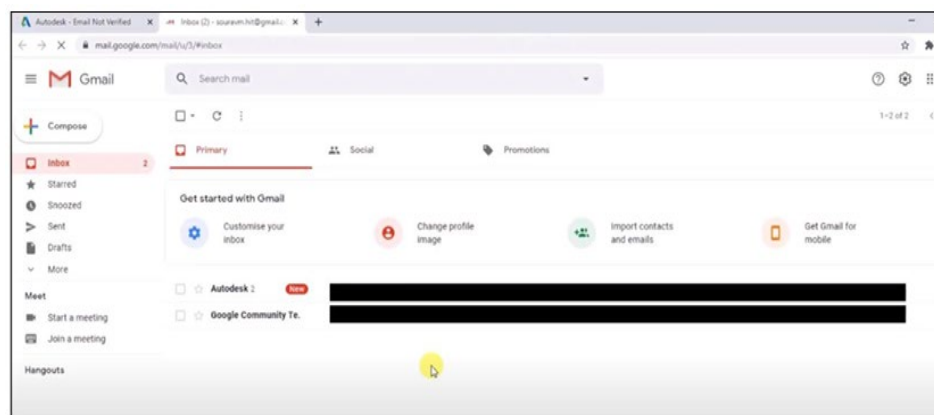 Autodesk - Email Not Verified
Inbox (2) -
mail.google.com/mail/u/3/#inbox
Gmail
Search mail
Compose
1–2 of 2
Primary Social Promotions
Inbox 2
Starred
Get started with Gmail
Snoozed
Sent
Customise your inbox
Change profile image
Import contacts and emails
Get Gmail for mobile
Drafts
More
Autodesk 2 New
Meet
Google Community Te.
Start a meeting
Join a meeting
Hangouts